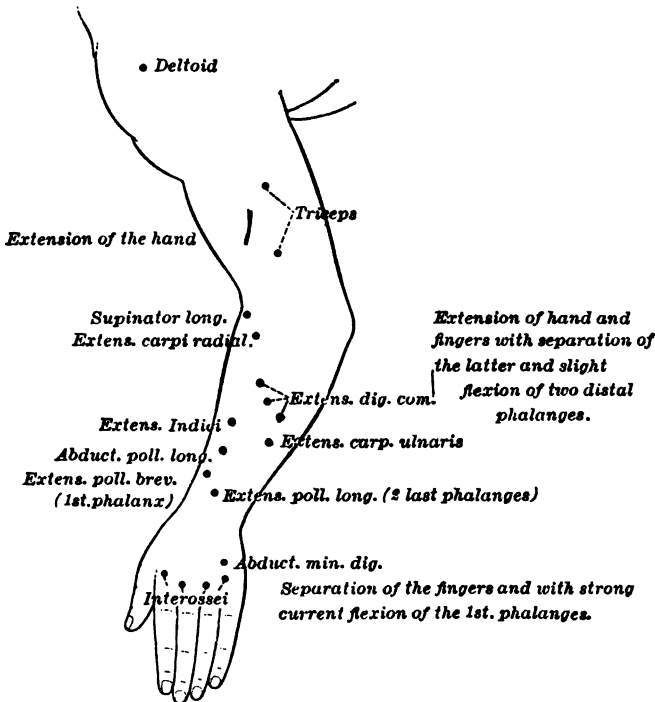 Deltoid
Triceps
Extension of the hand
Supinator long.
Extens. carpi radial.
Extension of hand and
fingers with separation of
the latter and slight
flexion of two distal
phalanges.
Extens. dig. com.
Extens. Indici
Extens. carp. ulnaris
Abduct. poll. long.
Extens. poll. brev.
(1st. phalanx)
Extens. poll. long. (2 last phalanges)
Abduct. min. dig.
Interossei
Separation of the fingers and with strong
current flexion of the 1st. phalanges.